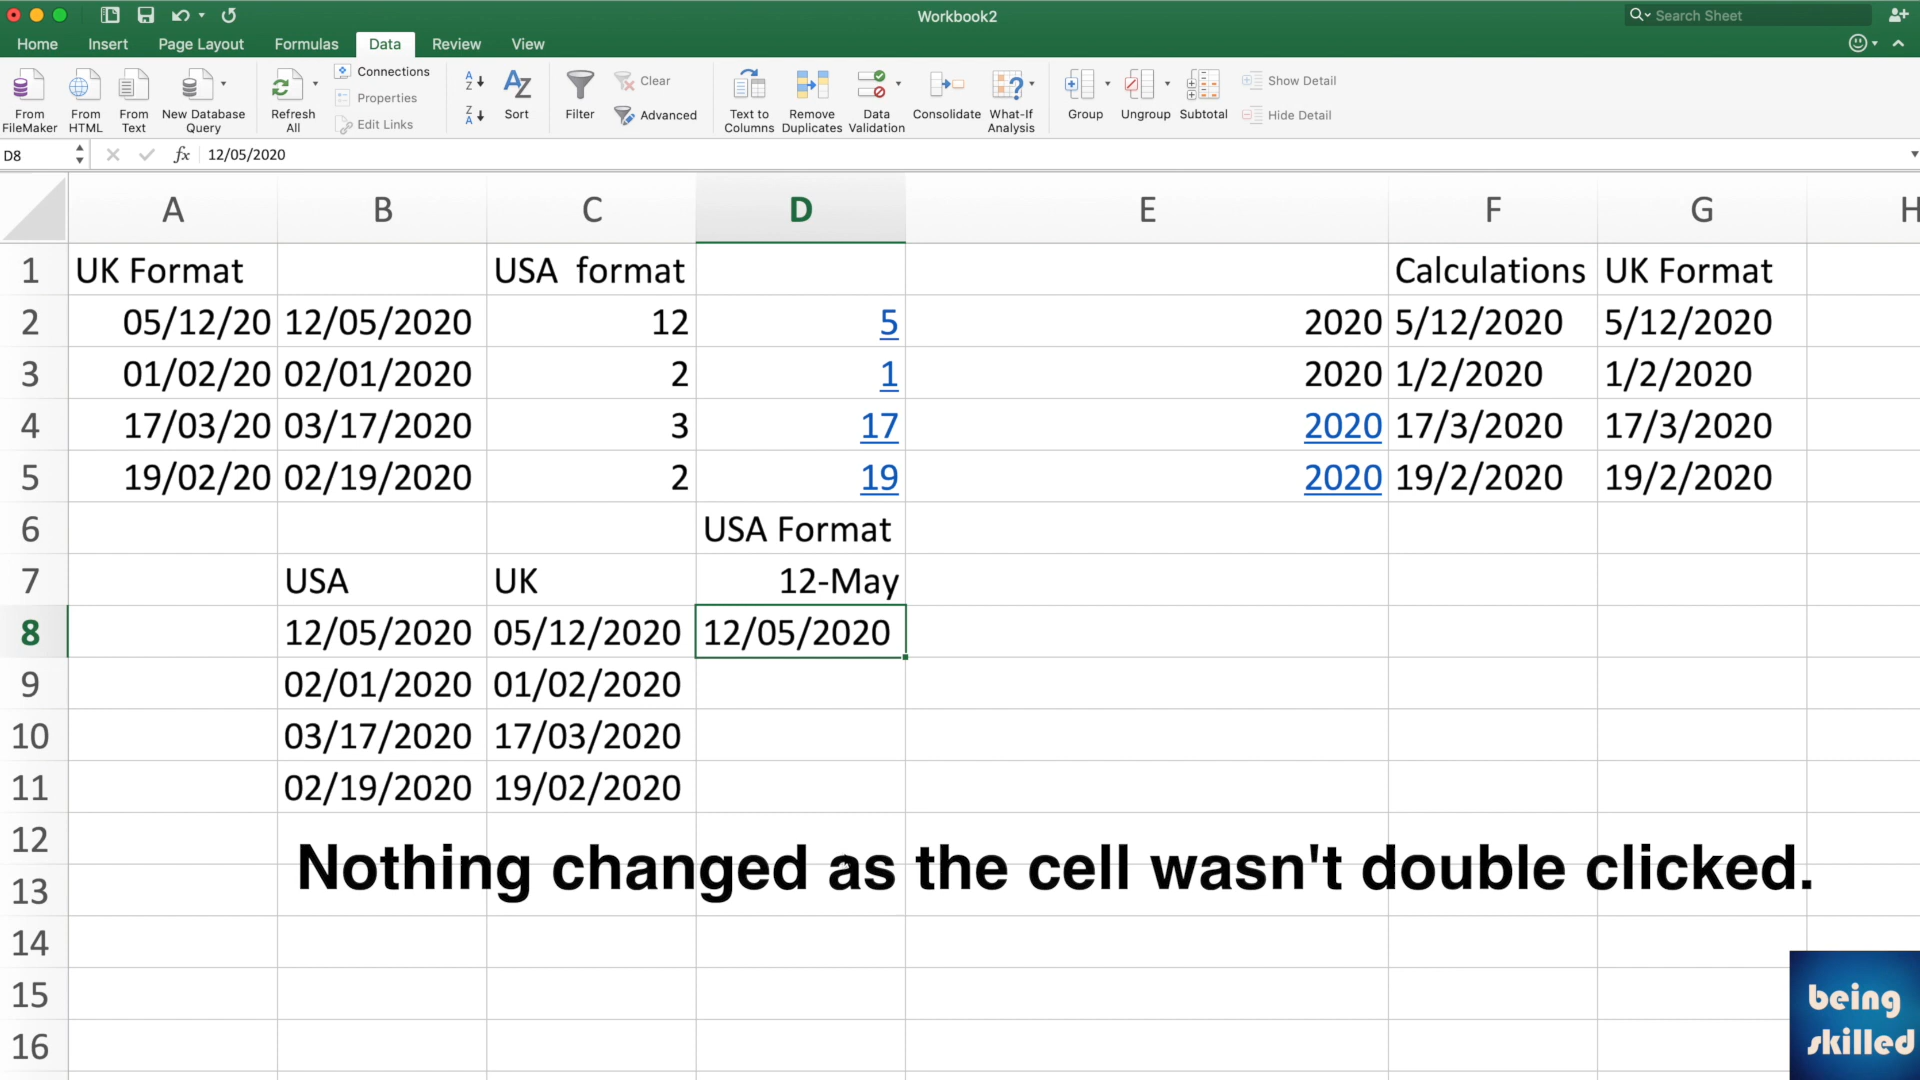 Workbook2
Search Sheet
Home Insert Page Layout Formulas Data Review View
From FileMaker From HTML From Text New Database Query Refresh All Connections Properties Edit Links Sort Filter Clear Advanced Text to Columns Remove Duplicates Data Validation Consolidate What-If Analysis Group Ungroup Subtotal Show Detail Hide Detail
D8 fx 12/05/2020
A B C D E F G H
1 UK Format USA format Calculations UK Format
2 05/12/20 12/05/2020 12 5 2020 5/12/2020 5/12/2020
3 01/02/20 02/01/2020 2 1 2020 1/2/2020 1/2/2020
4 17/03/20 03/17/2020 3 17 2020 17/3/2020 17/3/2020
5 19/02/20 02/19/2020 2 19 2020 19/2/2020 19/2/2020
6 USA Format
7 USA UK 12-May
8 12/05/2020 05/12/2020 12/05/2020
9 02/01/2020 01/02/2020
10 03/17/2020 17/03/2020
11 02/19/2020 19/02/2020
12
Nothing changed as the cell wasn't double clicked.
13
14
15
16
being
skilled